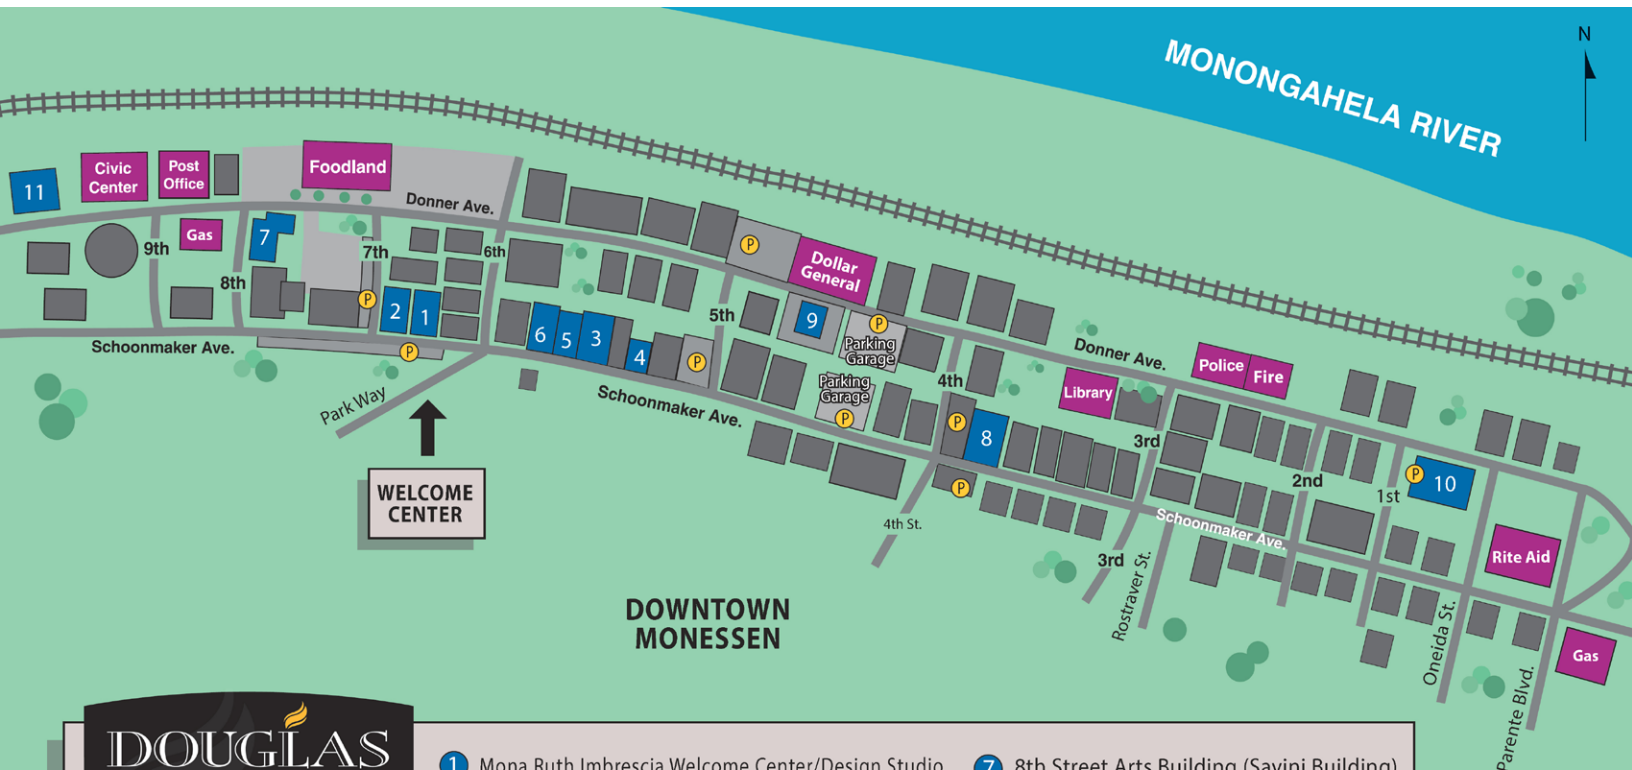 N
MONONGAHELA RIVER
11
Civic
Center
Post
Office
Foodland
Donner Ave.
Gas
7
9th
8th
7th
6th
P
2
1
P
Schoonmaker Ave.
Park Way
WELCOME
CENTER
6
5
3
4
P
5th
P
Dollar
General
9
P
Parking
Garage
Parking
Garage
P
Schoonmaker Ave.
4th
P
8
P
4th St.
Donner Ave.
Library
Police
Fire
3rd
3rd
Rostraver St.
Schoonmaker Ave.
2nd
1st
P
10
Rite Aid
Oneida St.
Parente Blvd.
Gas
DOWNTOWN
MONESSEN
DOUGLAS
1 Mona Ruth Imbrescia Welcome Center/Design Studio
7 8th Street Arts Building (Savini Building)